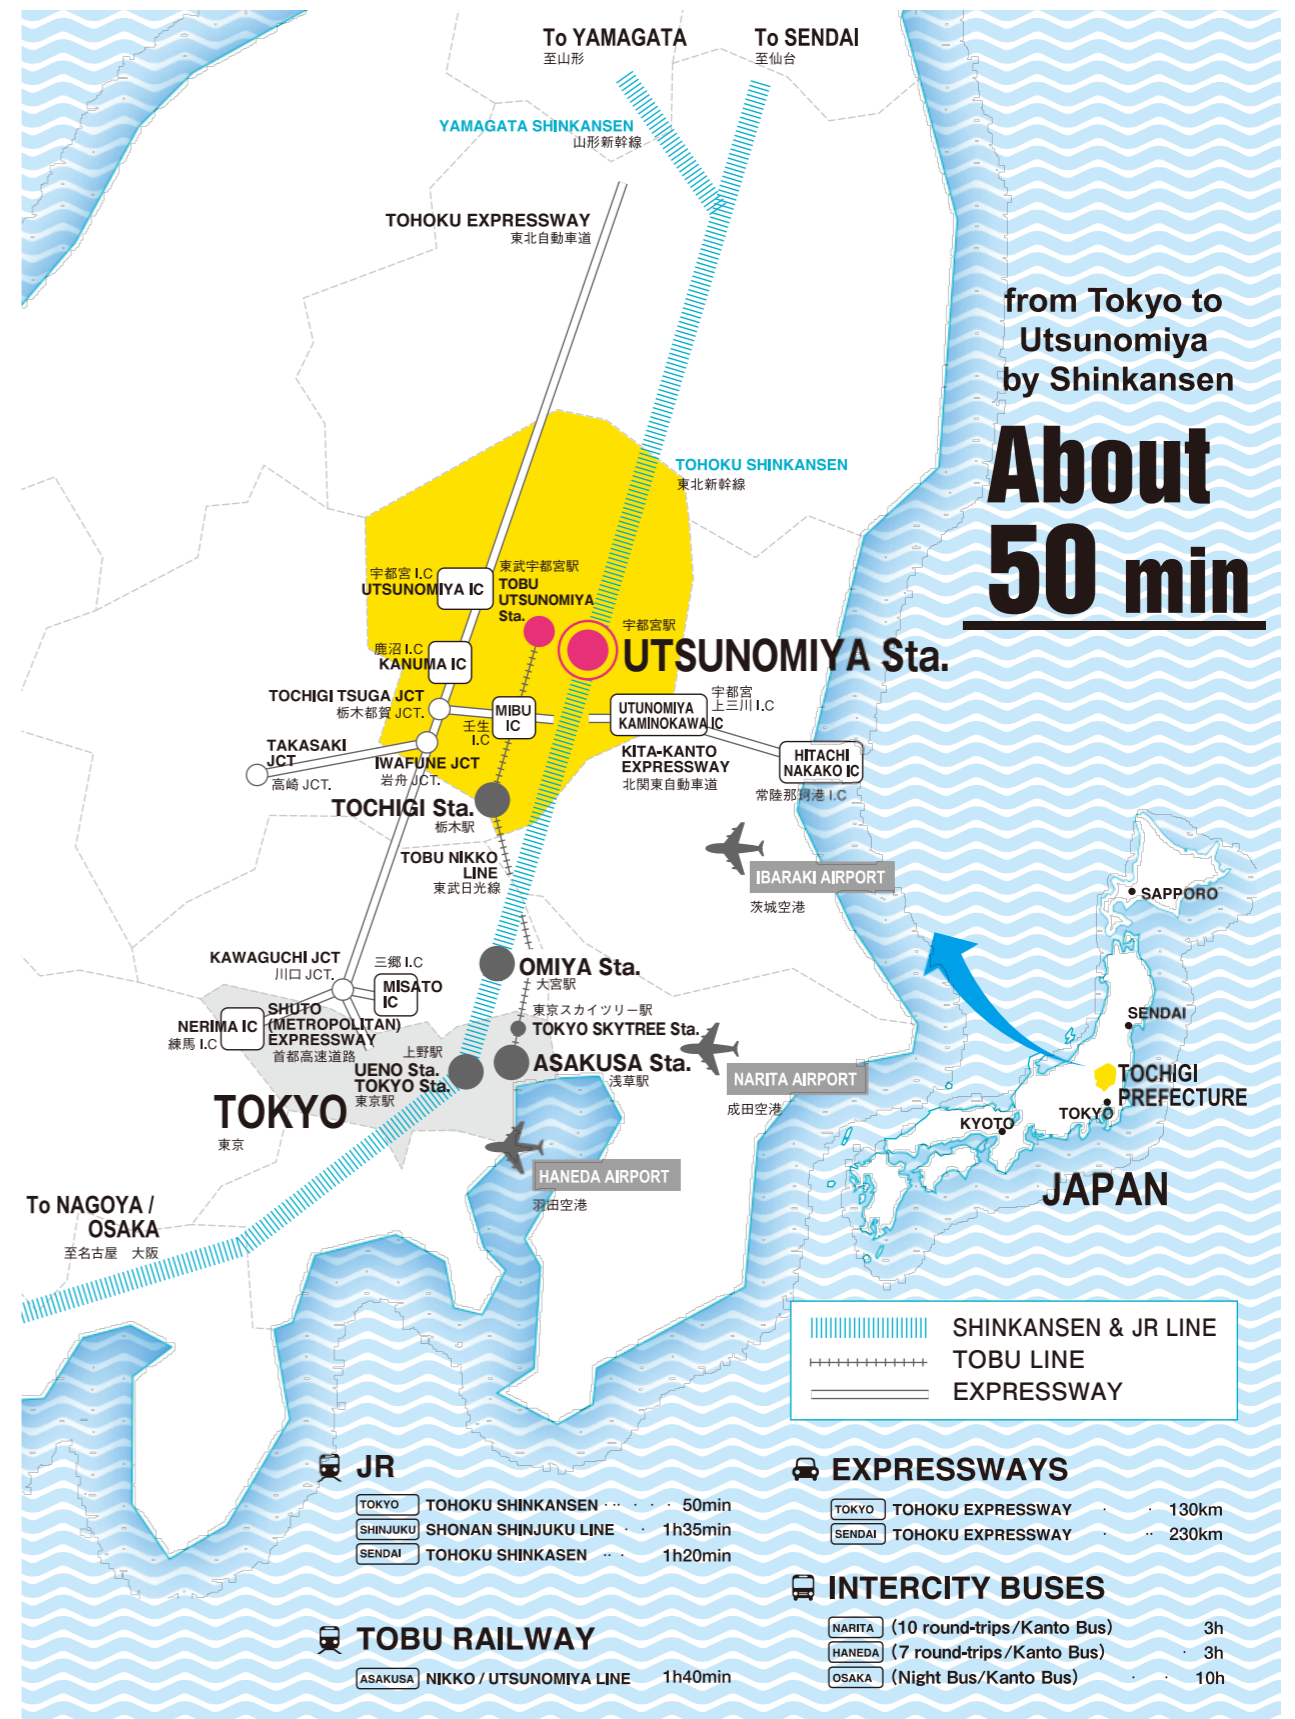 To YAMAGATA
至山形
To SENDAI
至仙台
YAMAGATA SHINKANSEN
山形新幹線
TOHOKU EXPRESSWAY
東北自動車道
from Tokyo to
Utsunomiya
by Shinkansen
About
50 min
TOHOKU SHINKANSEN
東北新幹線
宇都宮 I.C
UTSUNOMIYA IC
東武宇都宮駅
TOBU
UTSUNOMIYA
Sta.
宇都宮駅
UTSUNOMIYA Sta.
鹿沼 I.C
KANUMA IC
TOCHIGI TSUGA JCT
栃木都賀 JCT.
MIBU
IC
壬生
I.C
UTUNOMIYA
KAMINOKAWA IC
宇都宮
上三川 I.C
TAKASAKI
JCT
高崎 JCT.
IWAFUNE JCT
岩舟 JCT.
KITA-KANTO
EXPRESSWAY
北関東自動車道
HITACHI
NAKAKO IC
常陸那珂港 I.C
TOCHIGI Sta.
栃木駅
TOBU NIKKO
LINE
東武日光線
IBARAKI AIRPORT
茨城空港
KAWAGUCHI JCT
川口 JCT.
三郷 I.C
MISATO
IC
OMIYA Sta.
大宮駅
NERIMA IC
練馬 I.C
SHUTO
(METROPOLITAN)
EXPRESSWAY
首都高速道路
東京スカイツリー駅
TOKYO SKYTREE Sta.
上野駅
UENO Sta.
TOKYO Sta.
東京駅
ASAKUSA Sta.
浅草駅
NARITA AIRPORT
成田空港
TOKYO
東京
HANEDA AIRPORT
羽田空港
To NAGOYA /
OSAKA
至名古屋 大阪
SAPPORO
SENDAI
TOCHIGI
PREFECTURE
TOKYO
KYOTO
JAPAN
SHINKANSEN & JR LINE
TOBU LINE
EXPRESSWAY
JR
TOKYO TOHOKU SHINKANSEN ·· · · · 50min
SHINJUKU SHONAN SHINJUKU LINE · · 1h35min
SENDAI TOHOKU SHINKASEN ·· · 1h20min
TOBU RAILWAY
ASAKUSA NIKKO / UTSUNOMIYA LINE 1h40min
EXPRESSWAYS
TOKYO TOHOKU EXPRESSWAY · · 130km
SENDAI TOHOKU EXPRESSWAY · ·· 230km
INTERCITY BUSES
NARITA (10 round-trips/Kanto Bus) 3h
HANEDA (7 round-trips/Kanto Bus) · 3h
OSAKA (Night Bus/Kanto Bus) · · 10h